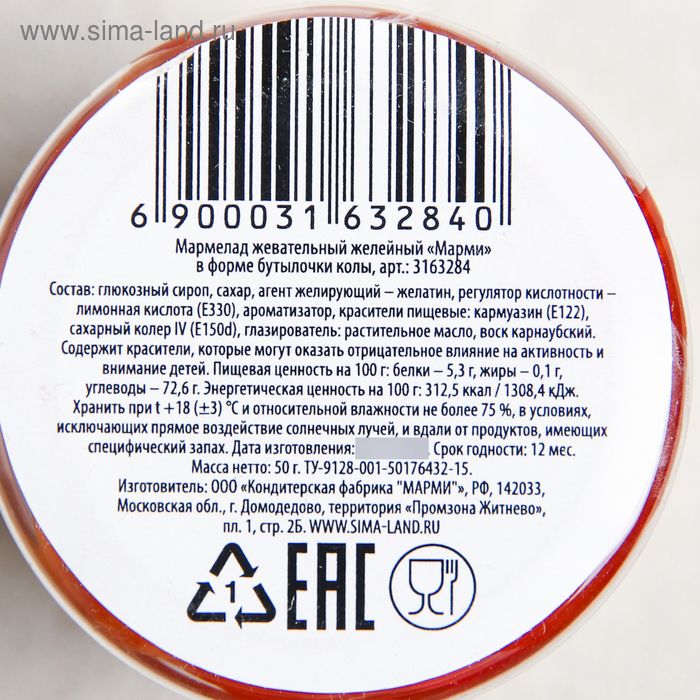 www.sima-land.ru
6 900031 632840
Мармелад жевательный желейный «Марми»
в форме бутылочки колы, арт.: 3163284
Состав: глюкозный сироп, сахар, агент желирующий – желатин, регулятор кислотности –
лимонная кислота (Е330), ароматизатор, красители пищевые: кармуазин (Е122),
сахарный колер IV (E150d), глазирователь: растительное масло, воск карнаубский.
Содержит красители, которые могут оказать отрицательное влияние на активность и
внимание детей. Пищевая ценность на 100 г: белки – 5,3 г, жиры – 0,1 г,
углеводы – 72,6 г. Энергетическая ценность на 100 г: 312,5 ккал / 1308,4 кДж.
Хранить при t +18 (±3) °С и относительной влажности не более 75 %, в условиях,
исключающих прямое воздействие солнечных лучей, и вдали от продуктов, имеющих
специфический запах. Дата изготовления: . Срок годности: 12 мес.
Масса нетто: 50 г. ТУ-9128-001-50176432-15.
Изготовитель: ООО «Кондитерская фабрика "МАРМИ"», РФ, 142033,
Московская обл., г. Домодедово, территория «Промзона Житнево»,
пл. 1, стр. 2Б. WWW.SIMA-LAND.RU
1 ЕАС